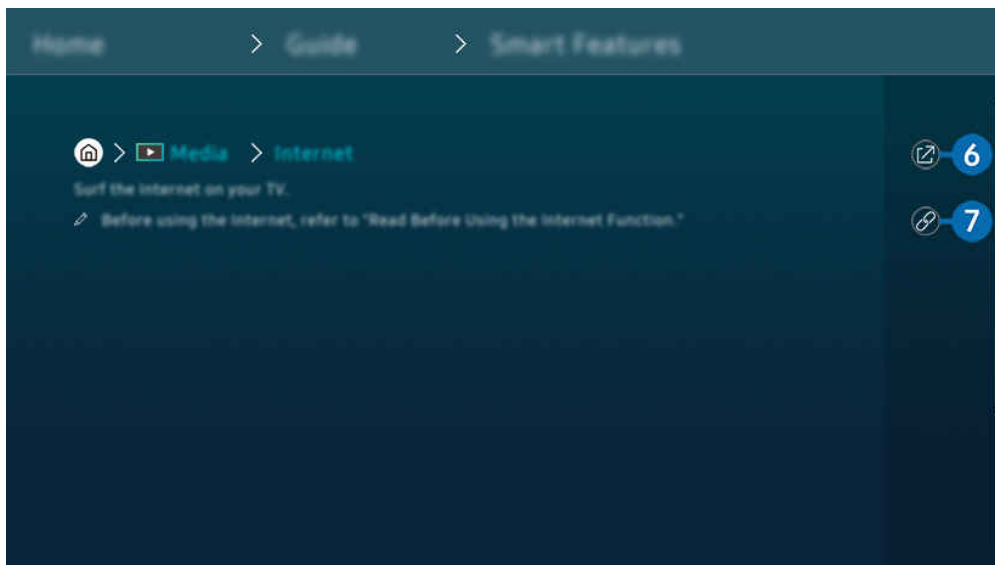 Home > Guide > Smart Features
> Media > Internet
6
Surf the Internet on your TV.
Before using the Internet, refer to "Read Before Using the Internet Function."
7